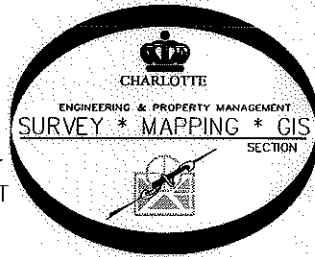 CHARLOTTE
ENGINEERING & PROPERTY MANAGEMENT
SURVEY * MAPPING * GIS
SECTION
T